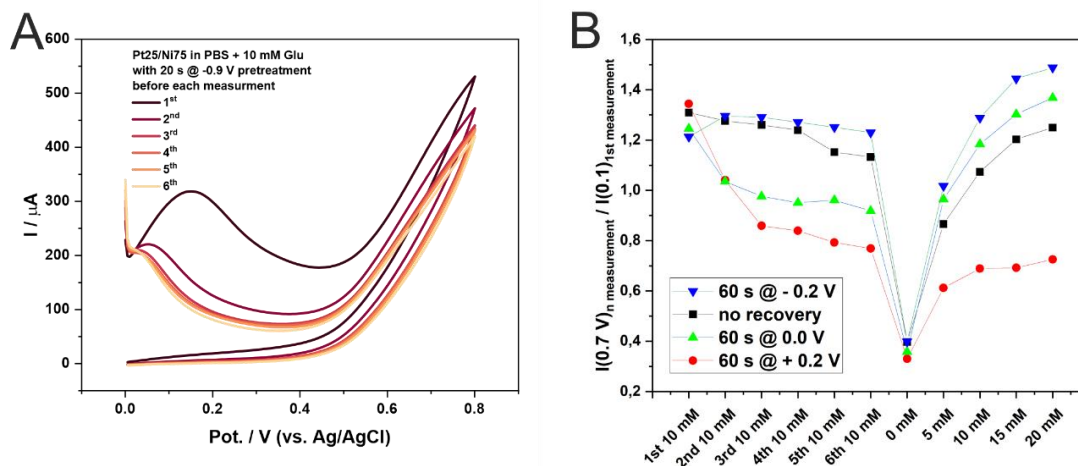 A
Pt25/Ni75 in PBS + 10 mM Glu
with 20 s @ -0.9 V pretreatment
before each measurment
1st
2nd
3rd
4th
5th
6th
600
500
400
300
200
100
0
I / μA
0.0
0.2
0.4
0.6
0.8
Pot. / V (vs. Ag/AgCl)
B
1,6
1,4
1,2
1,0
0,8
0,6
0,4
0,2
I(0.7 V)n measurement / I(0.1)1st measurement
60 s @ - 0.2 V
no recovery
60 s @ 0.0 V
60 s @ + 0.2 V
1st 10 mM
2nd 10 mM
3rd 10 mM
4th 10 mM
5th 10 mM
6th 10 mM
0 mM
5 mM
10 mM
15 mM
20 mM